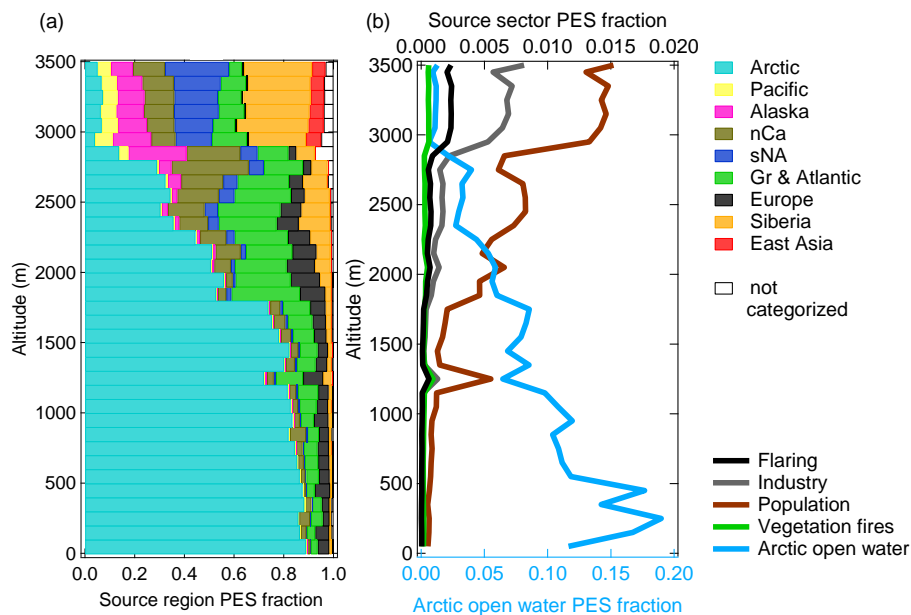 (a)
3500
3000
2500
2000
1500
1000
500
0
Altitude (m)
0.0 0.2 0.4 0.6 0.8 1.0
Source region PES fraction
(b)
Source sector PES fraction
0.000 0.005 0.010 0.015 0.020
3500
3000
2500
2000
1500
1000
500
0
Altitude (m)
0.00 0.05 0.10 0.15 0.20
Arctic open water PES fraction
Arctic
Pacific
Alaska
nCa
sNA
Gr & Atlantic
Europe
Siberia
East Asia
not
categorized
Flaring
Industry
Population
Vegetation fires
Arctic open water